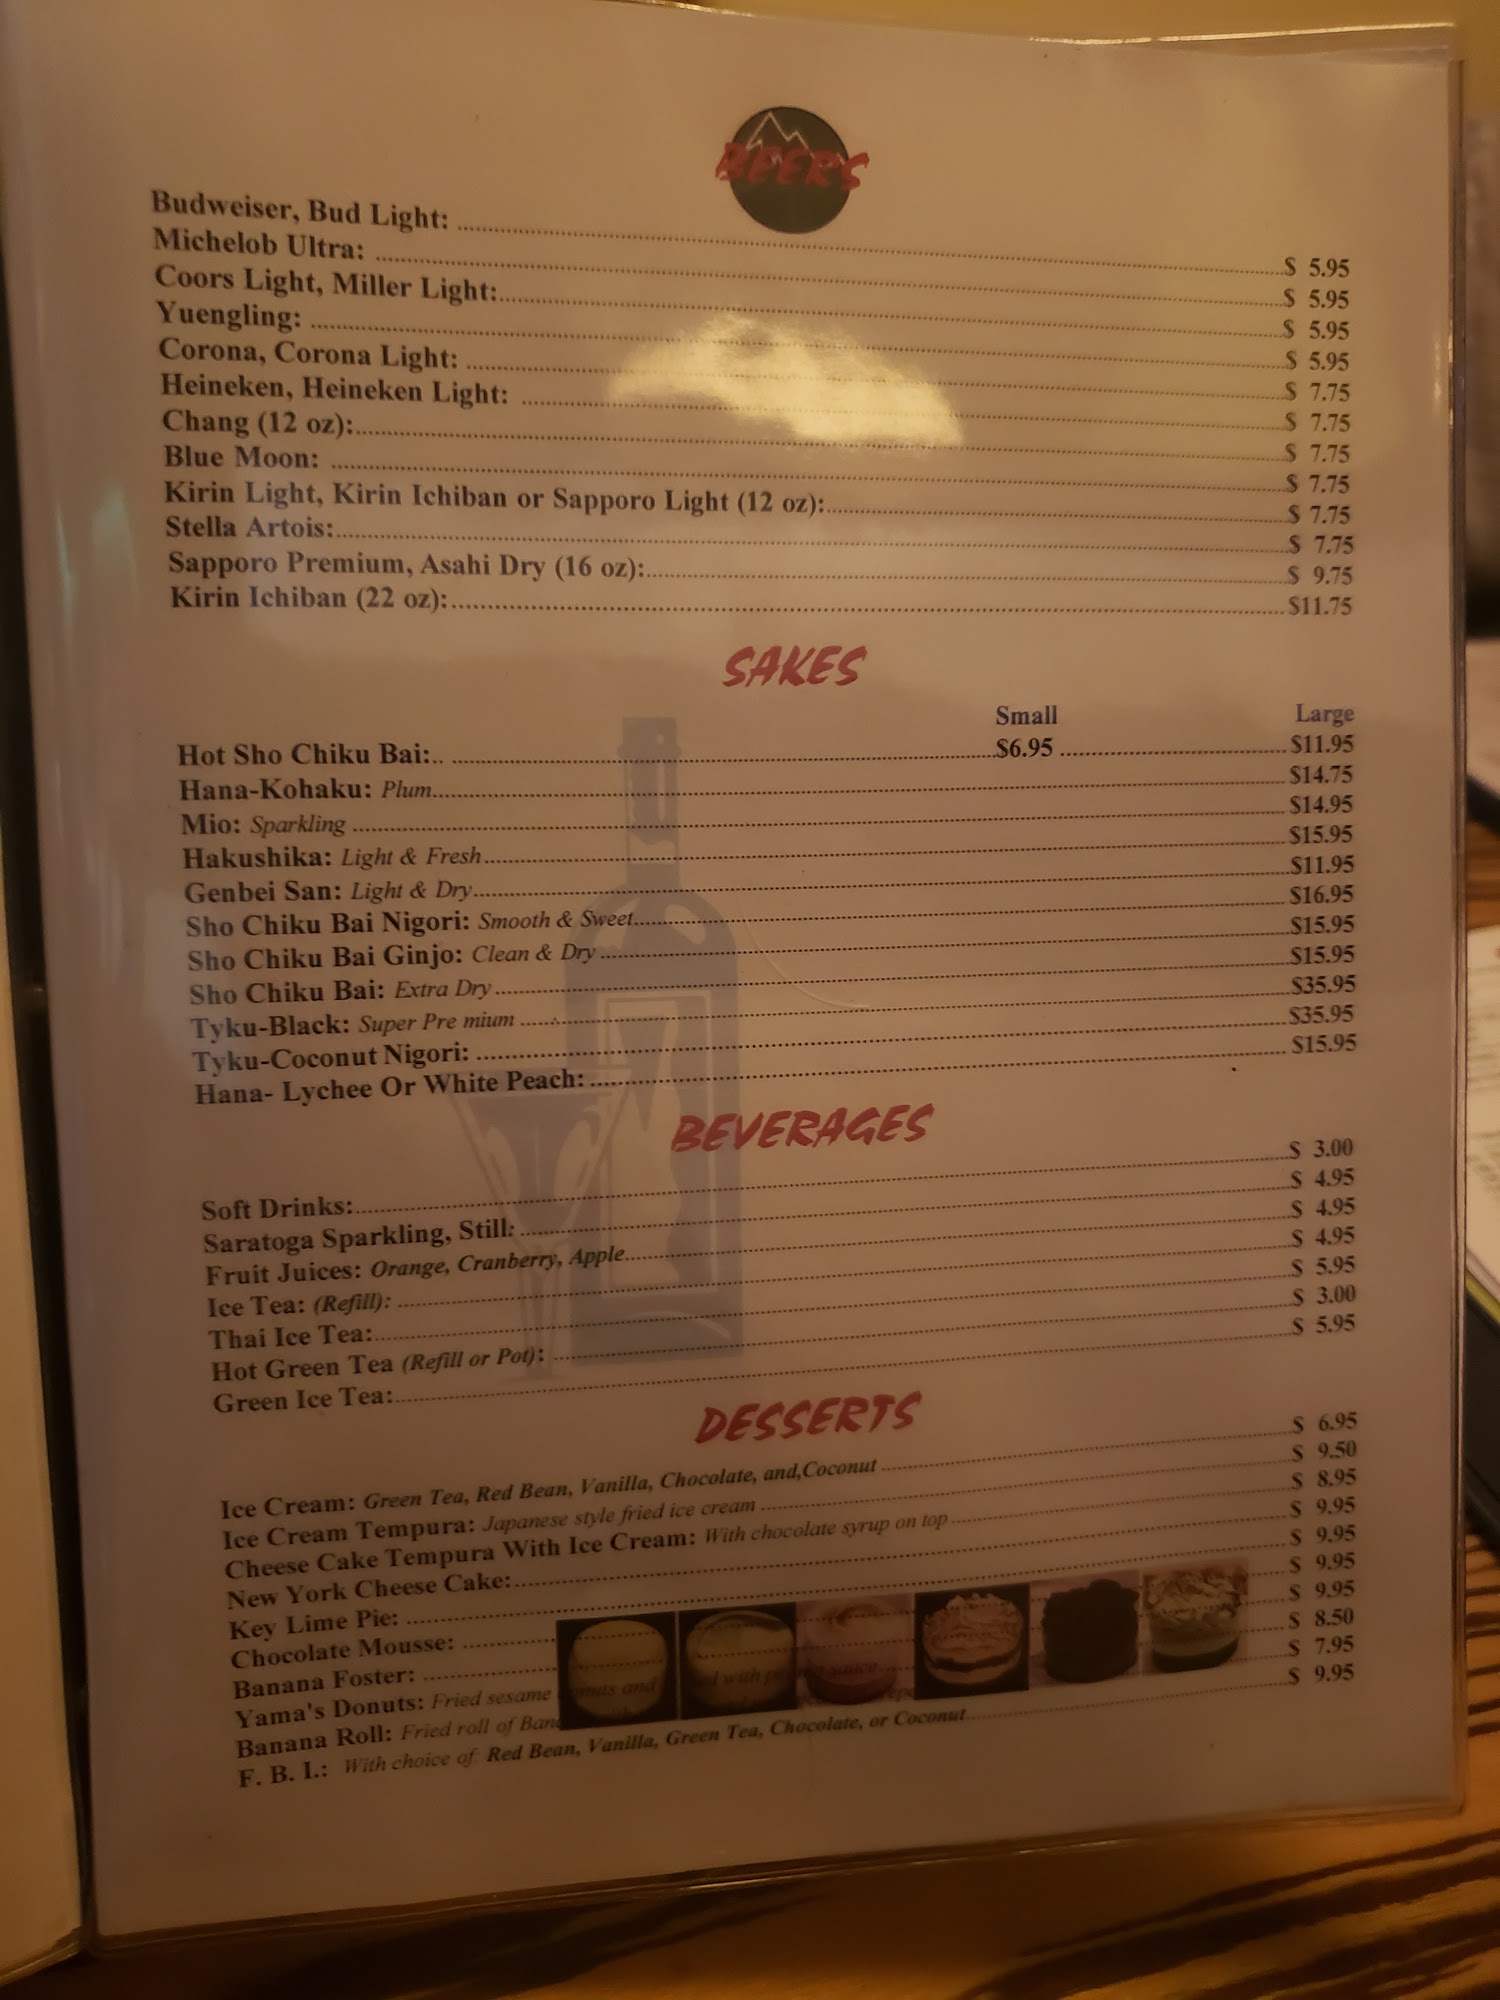 BEERS
Budweiser, Bud Light: $ 5.95
Michelob Ultra: $ 5.95
Coors Light, Miller Light: $ 5.95
Yuengling: $ 5.95
Corona, Corona Light: $ 7.75
Heineken, Heineken Light: $ 7.75
Chang (12 oz): $ 7.75
Blue Moon: $ 7.75
Kirin Light, Kirin Ichiban or Sapporo Light (12 oz): $ 7.75
Stella Artois: $ 7.75
Sapporo Premium, Asahi Dry (16 oz): $ 9.75
Kirin Ichiban (22 oz): $11.75
SAKES
Small Large
Hot Sho Chiku Bai: $6.95 $11.95
Hana-Kohaku: Plum $14.75
Mio: Sparkling $14.95
Hakushika: Light & Fresh $15.95
Genbei San: Light & Dry $11.95
Sho Chiku Bai Nigori: Smooth & Sweet $16.95
Sho Chiku Bai Ginjo: Clean & Dry $15.95
Sho Chiku Bai: Extra Dry $15.95
Tyku-Black: Super Pre mium $35.95
Tyku-Coconut Nigori: $35.95
Hana- Lychee Or White Peach: $15.95
BEVERAGES
Soft Drinks: $ 3.00
Saratoga Sparkling, Still: $ 4.95
Fruit Juices: Orange, Cranberry, Apple $ 4.95
Ice Tea: (Refill): $ 4.95
Thai Ice Tea: $ 5.95
Hot Green Tea (Refill or Pot): $ 3.00
Green Ice Tea: $ 5.95
DESSERTS
Ice Cream: Green Tea, Red Bean, Vanilla, Chocolate, and,Coconut $ 6.95
Ice Cream Tempura: Japanese style fried ice cream $ 9.50
Cheese Cake Tempura With Ice Cream: With chocolate syrup on top $ 8.95
New York Cheese Cake: $ 9.95
Key Lime Pie: $ 9.95
Chocolate Mousse: $ 9.95
Banana Foster: $ 9.95
Yama's Donuts: Fried sesame and with sauce $ 8.50
Banana Roll: Fried roll of $ 7.95
F. B. I.: With choice of Red Bean, Vanilla, Green Tea, Chocolate, or Coconut $ 9.95